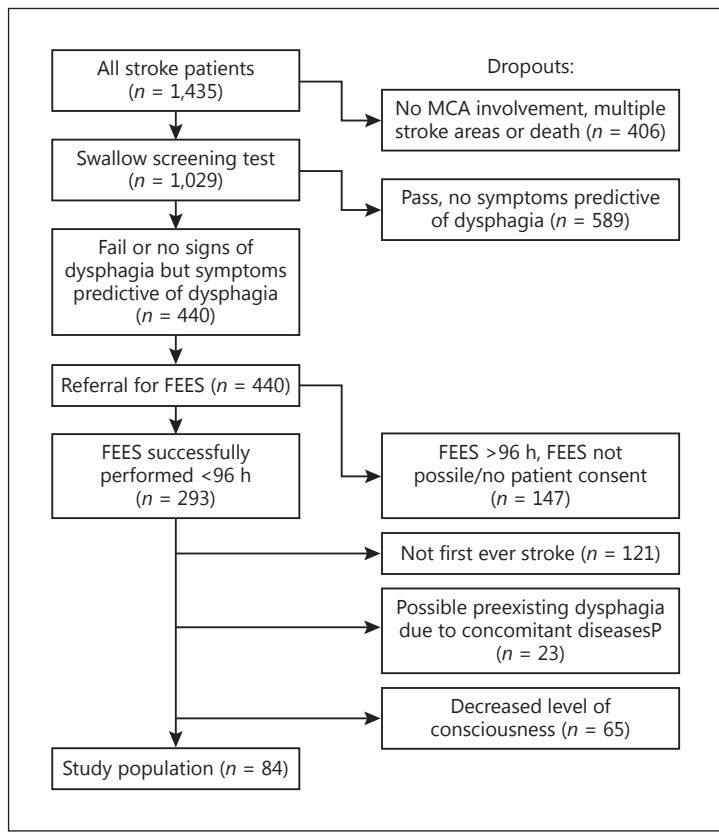 All stroke patients
(n = 1,435)
Dropouts:
No MCA involvement, multiple
stroke areas or death (n = 406)
Swallow screening test
(n = 1,029)
Pass, no symptoms predictive
of dysphagia (n = 589)
Fail or no signs of
dysphagia but symptoms
predictive of dysphagia
(n = 440)
Referral for FEES (n = 440)
FEES successfully
performed <96 h
(n = 293)
FEES >96 h, FEES not
possile/no patient consent
(n = 147)
Not first ever stroke (n = 121)
Possible preexisting dysphagia
due to concomitant diseasesP
(n = 23)
Decreased level of
consciousness (n = 65)
Study population (n = 84)